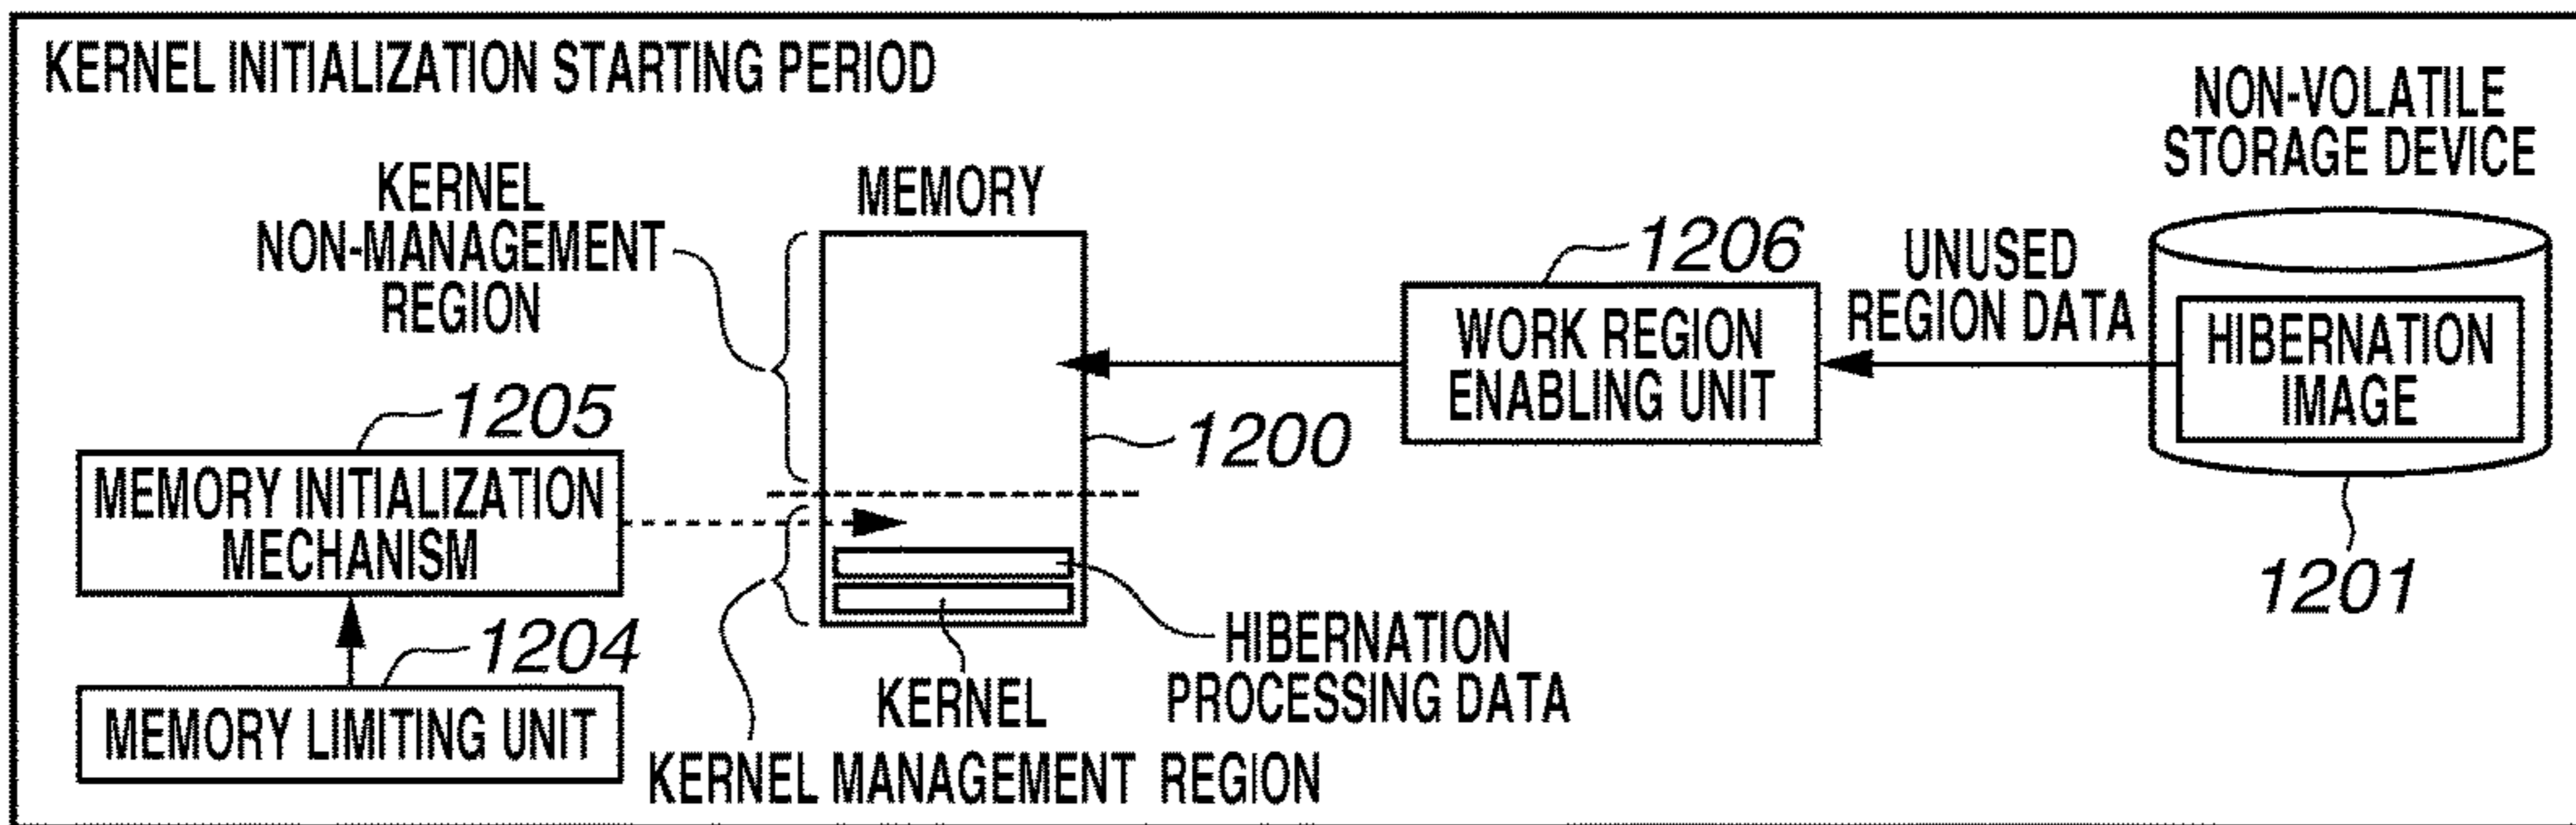 KERNEL INITIALIZATION STARTING PERIOD
NON-VOLATILE
STORAGE DEVICE
KERNEL
NON-MANAGEMENT
REGION
MEMORY
1206
UNUSED
REGION DATA
WORK REGION
ENABLING UNIT
HIBERNATION
IMAGE
1205
1200
MEMORY INITIALIZATION
MECHANISM
1201
1204
HIBERNATION
PROCESSING DATA
MEMORY LIMITING UNIT
KERNEL
KERNEL MANAGEMENT REGION